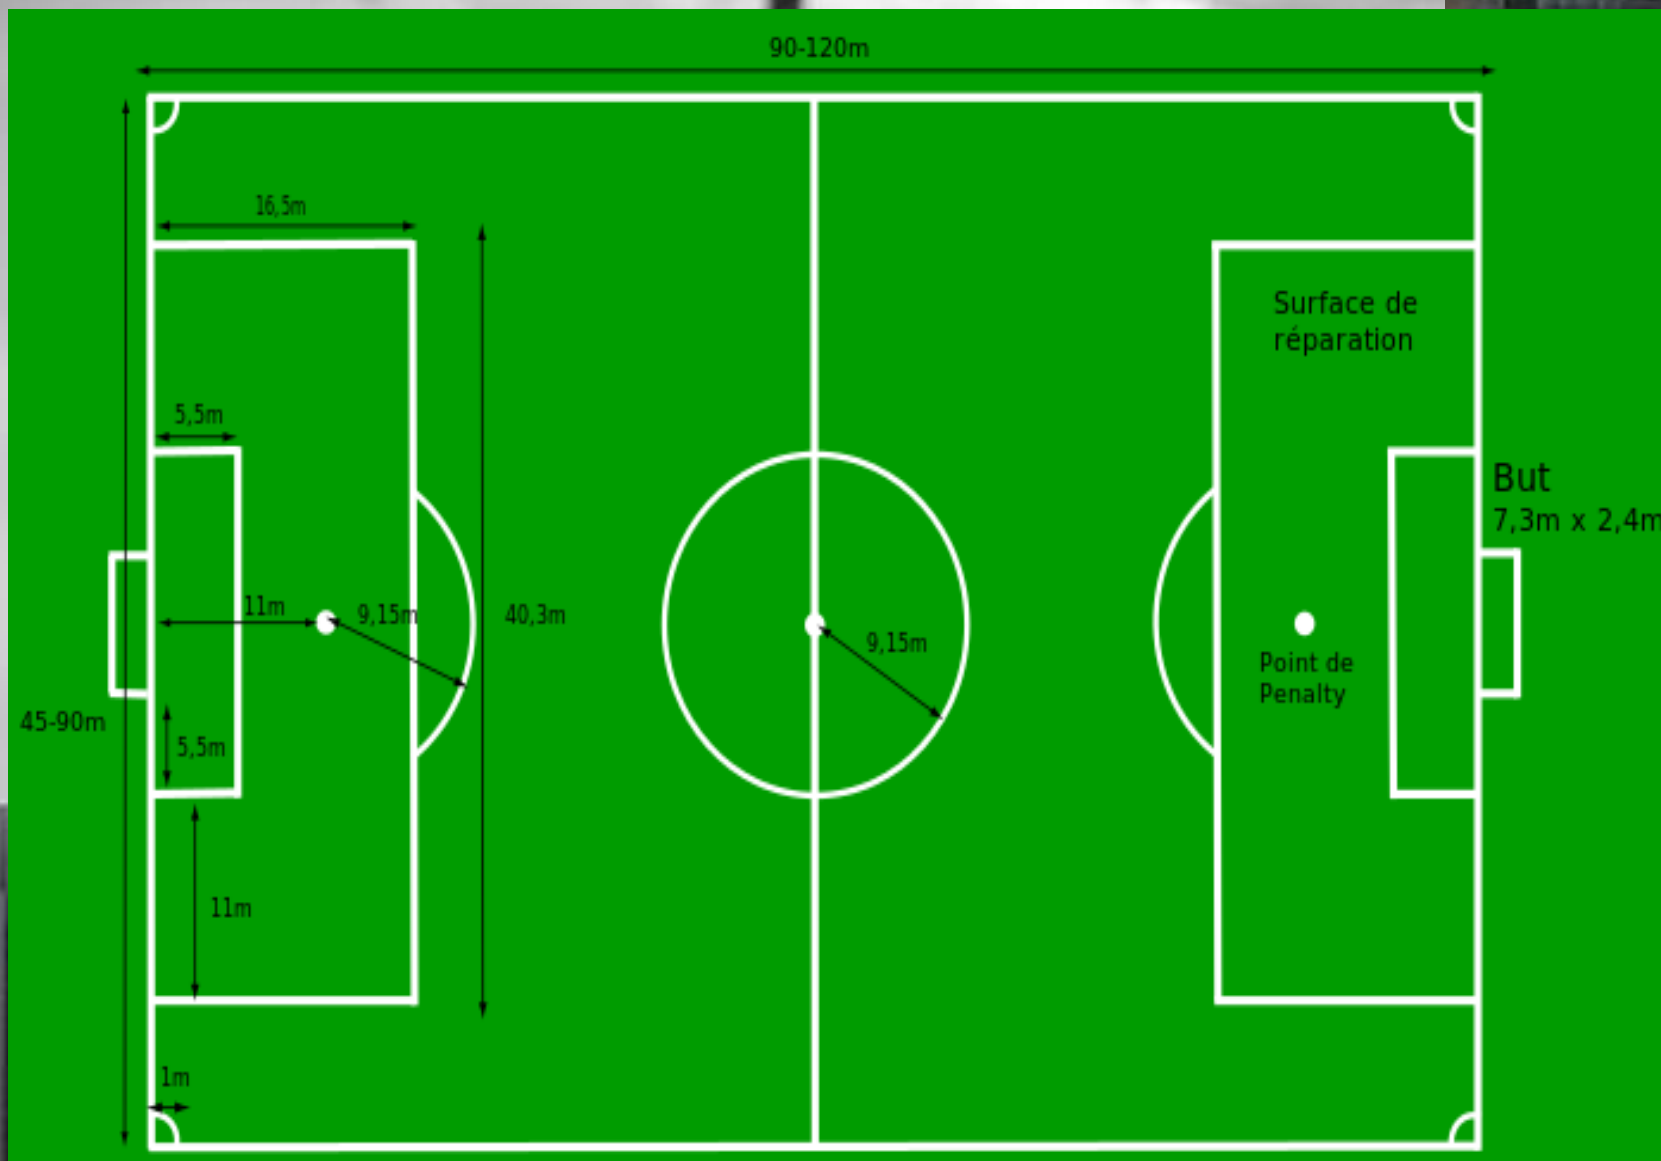 90-120m
16,5m
Surface de
réparation
5,5m
But
7,3m x 2,4m
11m
9,15m
40,3m
9,15m
Point de
Penalty
45-90m
5,5m
11m
1m